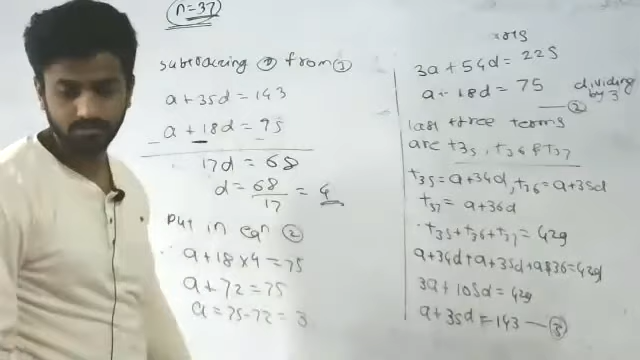 n=37
subtracting ② from ①
a+35d=143
a+18d=75
17d=68
d=68/17=4
put in eqn ②
∴ a+18×4=75
a+72=75
a=75-72=3
3a+54d=225
a+18d=75 dividing by 3
—②
last three terms
are t35, t36 & t37
t35=a+34d, t36=a+35d
t37=a+36d
∴ t35+t36+t37=429
a+34d+a+35d+a+36=429
3a+105d=429
a+35d=143 —③